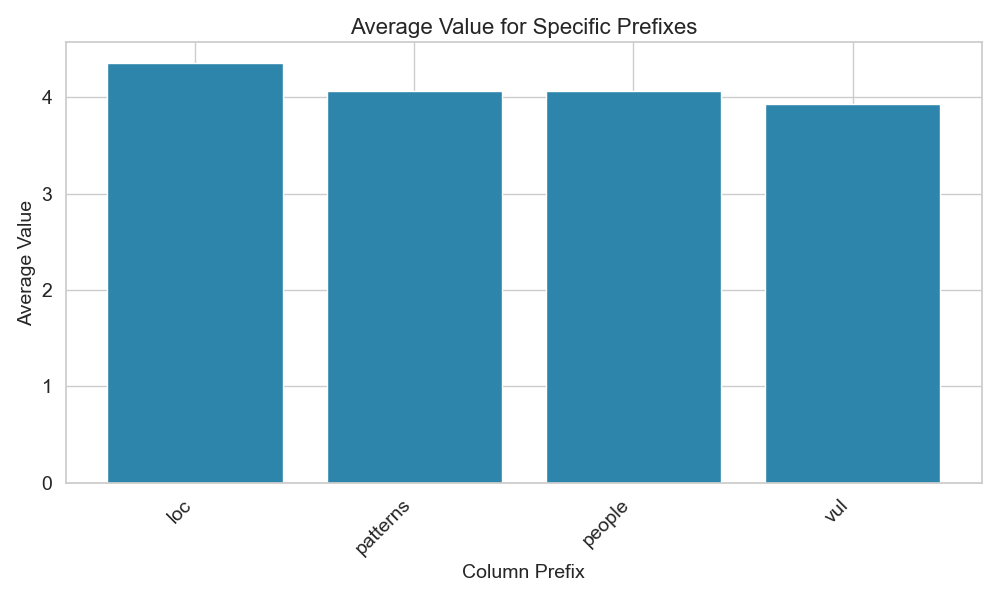 Average Value for Specific Prefixes
Average Value
4
3
2
1
0
loc
patterns
people
vul
Column Prefix